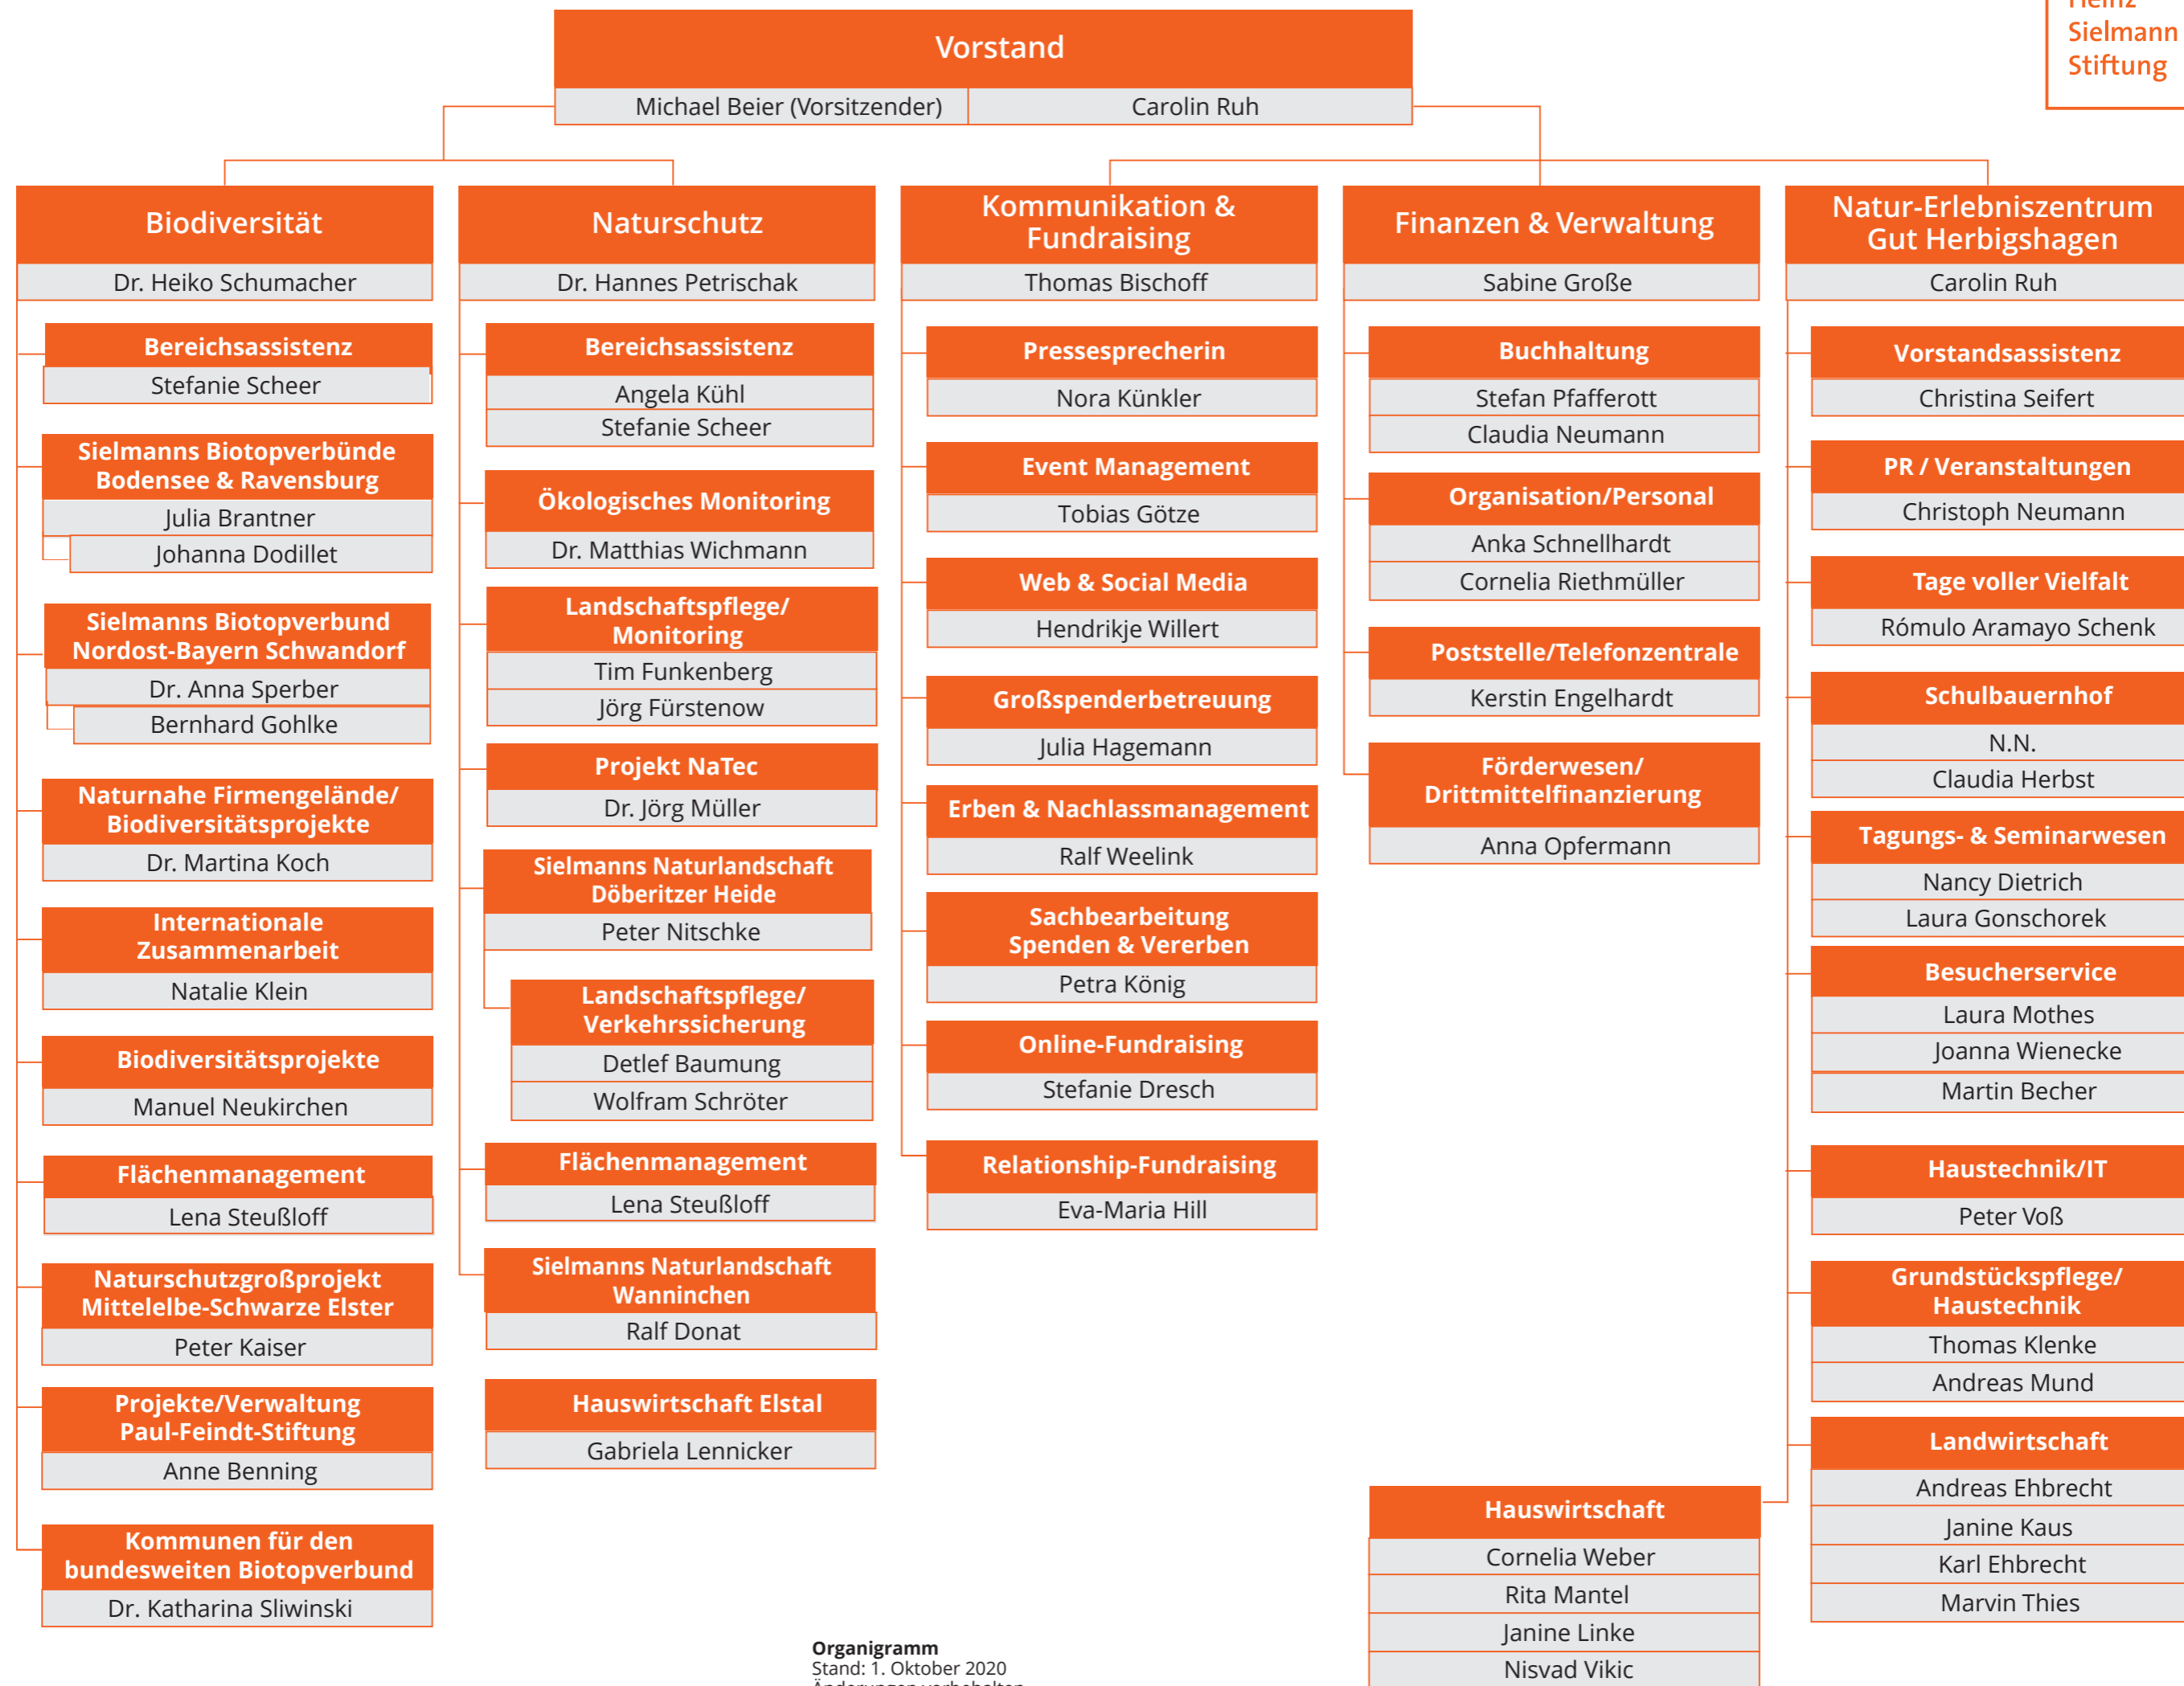 Heinz
Sielmann
Stiftung
Vorstand
Michael Beier (Vorsitzender)
Carolin Ruh
Biodiversität
Dr. Heiko Schumacher
Bereichsassistenz
Stefanie Scheer
Sielmanns Biotopverbünde
Bodensee & Ravensburg
Julia Brantner
Johanna Dodillet
Sielmanns Biotopverbund
Nordost-Bayern Schwandorf
Dr. Anna Sperber
Bernhard Gohlke
Naturnahe Firmengelände/
Biodiversitätsprojekte
Dr. Martina Koch
Internationale
Zusammenarbeit
Natalie Klein
Biodiversitätsprojekte
Manuel Neukirchen
Flächenmanagement
Lena Steußloff
Naturschutzgroßprojekt
Mittelelbe-Schwarze Elster
Peter Kaiser
Projekte/Verwaltung
Paul-Feindt-Stiftung
Anne Benning
Kommunen für den
bundesweiten Biotopverbund
Dr. Katharina Sliwinski
Naturschutz
Dr. Hannes Petrischak
Bereichsassistenz
Angela Kühl
Stefanie Scheer
Ökologisches Monitoring
Dr. Matthias Wichmann
Landschaftspflege/
Monitoring
Tim Funkenberg
Jörg Fürstenow
Projekt NaTec
Dr. Jörg Müller
Sielmanns Naturlandschaft
Döberitzer Heide
Peter Nitschke
Landschaftspflege/
Verkehrssicherung
Detlef Baumung
Wolfram Schröter
Flächenmanagement
Lena Steußloff
Sielmanns Naturlandschaft
Wanninchen
Ralf Donat
Hauswirtschaft Elstal
Gabriela Lennicker
Kommunikation &
Fundraising
Thomas Bischoff
Pressesprecherin
Nora Künkler
Event Management
Tobias Götze
Web & Social Media
Hendrikje Willert
Großspenderbetreuung
Julia Hagemann
Erben & Nachlassmanagement
Ralf Weelink
Sachbearbeitung
Spenden & Vererben
Petra König
Online-Fundraising
Stefanie Dresch
Relationship-Fundraising
Eva-Maria Hill
Finanzen & Verwaltung
Sabine Große
Buchhaltung
Stefan Pfafferott
Claudia Neumann
Organisation/Personal
Anka Schnellhardt
Cornelia Riethmüller
Poststelle/Telefonzentrale
Kerstin Engelhardt
Förderwesen/
Drittmittelfinanzierung
Anna Opfermann
Natur-Erlebniszentrum
Gut Herbigshagen
Carolin Ruh
Vorstandsassistenz
Christina Seifert
PR / Veranstaltungen
Christoph Neumann
Tage voller Vielfalt
Rómulo Aramayo Schenk
Schulbauernhof
N.N.
Claudia Herbst
Tagungs- & Seminarwesen
Nancy Dietrich
Laura Gonschorek
Besucherservice
Laura Mothes
Joanna Wienecke
Martin Becher
Haustechnik/IT
Peter Voß
Grundstückspflege/
Haustechnik
Thomas Klenke
Andreas Mund
Landwirtschaft
Andreas Ehbrecht
Janine Kaus
Karl Ehbrecht
Marvin Thies
Hauswirtschaft
Cornelia Weber
Rita Mantel
Janine Linke
Nisvad Vikic
Organigramm
Stand: 1. Oktober 2020
Änderungen vorbehalten